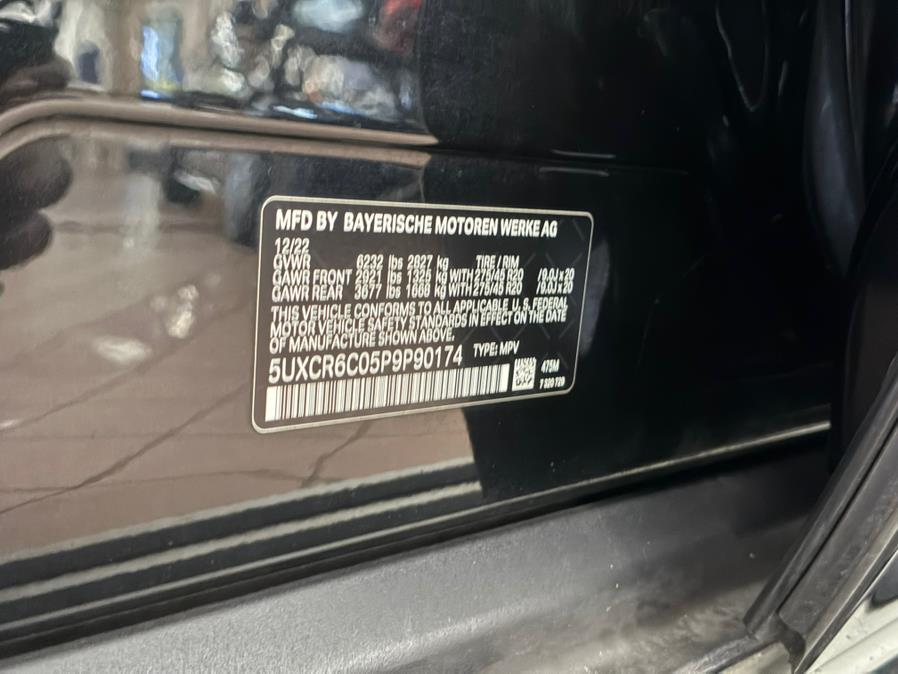 MFD BY BAYERISCHE MOTOREN WERKE AG
12/22
GVWR 6232 lbs 2827 kg TIRE / RIM
GAWR FRONT 2921 lbs 1325 kg WITH 275/45 R20 /9.0J x 20
GAWR REAR 3677 lbs 1668 kg WITH 275/45 R20 /9.0J x 20
THIS VEHICLE CONFORMS TO ALL APPLICABLE U.S. FEDERAL
MOTOR VEHICLE SAFETY STANDARDS IN EFFECT ON THE DATE
OF MANUFACTURE SHOWN ABOVE.
5UXCR6C05P9P90174 TYPE: MPV
475M
7 320 729